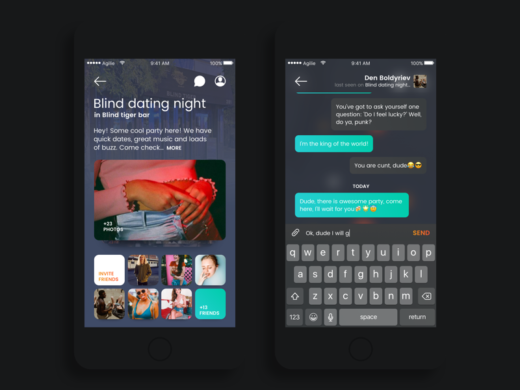 Agile 9:41 AM 100%
Blind dating night
in Blind tiger bar
Hey! Some cool party here! We have
quick dates, great music and loads
of buzz. Come check... MORE
+23
PHOTOS
INVITE
FRIENDS
+13
FRIENDS
Agile 9:41 AM 100%
Den Boldyriev
last seen on Blind dating night...
You've got to ask yourself one
question: 'Do I feel lucky?' Well,
do ya, punk?
I'm the king of the world!
You are cunt, dude😂😎
TODAY
Dude, there is awesome party, come
here, I'll wait for you
Ok, dude I will g SEND
q w e r t y u i o p
a s d f g h j k l
z x c v b n m
123 space return